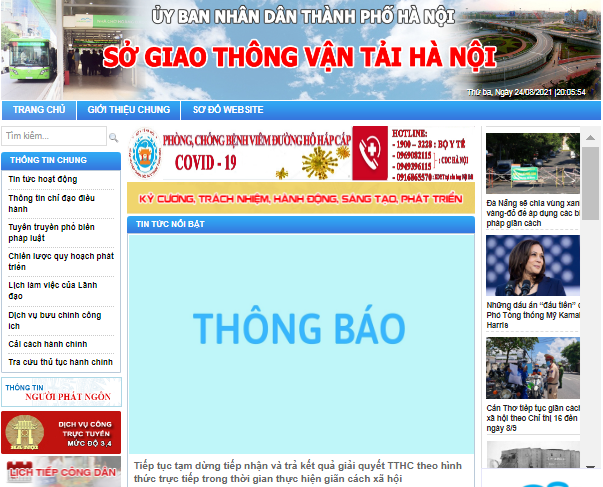 ỦY BAN NHÂN DÂN THÀNH PHỐ HÀ NỘI
SỞ GIAO THÔNG VẬN TẢI HÀ NỘI
Thứ ba, Ngày 24/08/2021 |20:05:54
TRANG CHỦ
GIỚI THIỆU CHUNG
SƠ ĐỒ WEBSITE
Tìm kiếm...
THÔNG TIN CHUNG
Tin tức hoạt động
Thông tin chỉ đạo điều
hành
Tuyên truyền phổ biến
pháp luật
Chiến lược quy hoạch phát
triển
Lịch làm việc của Lãnh
đạo
Dịch vụ bưu chính công
ích
Cải cách hành chính
Tra cứu thủ tục hành chính
THÔNG TIN
NGƯỜI PHÁT NGÔN
HÀ NỘI
DỊCH VỤ CÔNG
TRỰC TUYẾN
MỨC ĐỘ 3,4
LỊCH TIẾP CÔNG DÂN
PHÒNG, CHỐNG BỆNH VIÊM ĐƯỜNG HÔ HẤP CẤP
COVID - 19
HOTLINE:
- 1900 - 3228 : BỘ Y TẾ
- 0969082115
- 0949396115
: (CDC HÀ NỘI)
- 0916865570
KỶ CƯƠNG, TRÁCH NHIỆM, HÀNH ĐỘNG, SÁNG TẠO, PHÁT TRIỂN
TIN TỨC NỔI BẬT
THÔNG BÁO
Tiếp tục tạm dừng tiếp nhận và trả kết quả giải quyết TTHC theo hình
thức trực tiếp trong thời gian thực hiện giãn cách xã hội
Đà Nẵng sẽ chia vùng xan
vàng-đỏ để áp dụng các bi
pháp giãn cách
Những dấu ấn “đầu tiên” c
Phó Tổng thống Mỹ Kamal
Harris
Cần Thơ tiếp tục giãn cách
xã hội theo Chỉ thị 16 đến
ngày 8/9